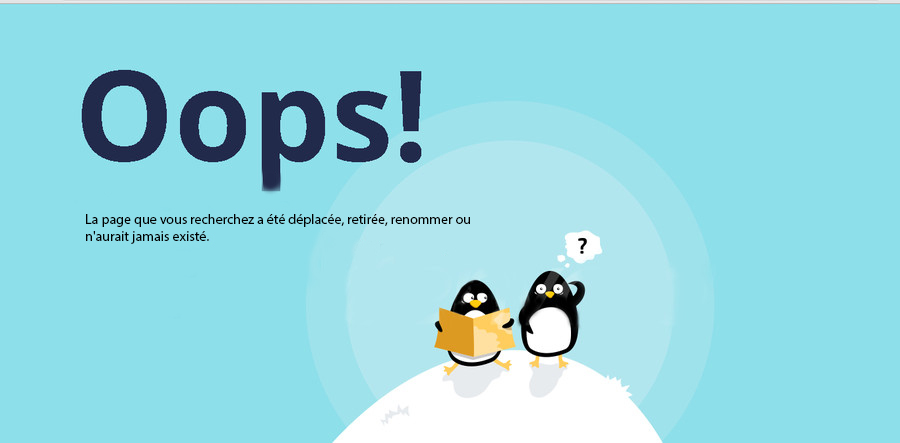 Oops!
La page que vous recherchez a été déplacée, retirée, renommer ou
n'aurait jamais existé.
?